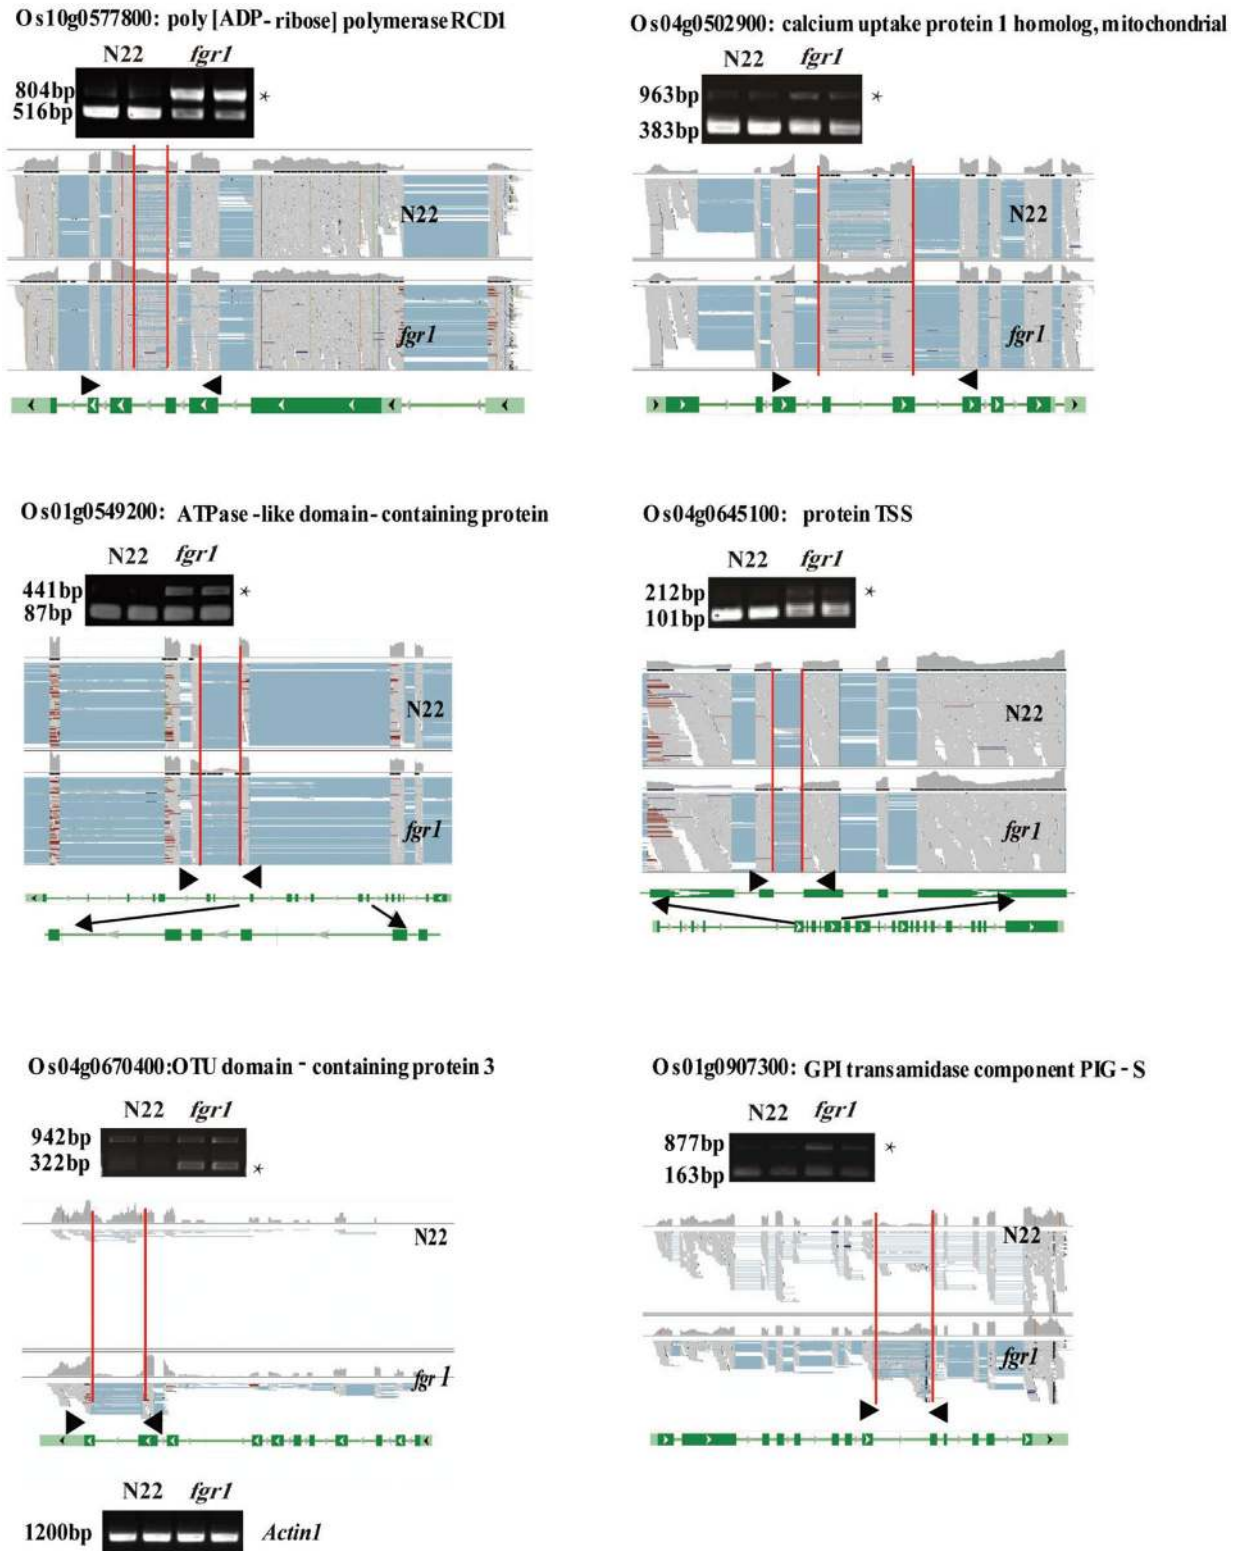 Os10g0577800: poly [ADP-ribose] polymerase RCD1
N22 fgr1
804bp *
516bp
N22
fgr1
Os04g0502900: calcium uptake protein 1 homolog, mitochondrial
N22 fgr1
963bp *
383bp
N22
fgr1
Os01g0549200: ATPase-like domain-containing protein
N22 fgr1
441bp *
87bp
N22
fgr1
Os04g0645100: protein TSS
N22 fgr1
212bp *
101bp
N22
fgr1
Os04g0670400:OTU domain-containing protein 3
N22 fgr1
942bp
322bp *
N22
fgr1
Os01g0907300: GPI transamidase component PIG-S
N22 fgr1
877bp *
163bp
N22
fgr1
N22 fgr1
1200bp Actin1